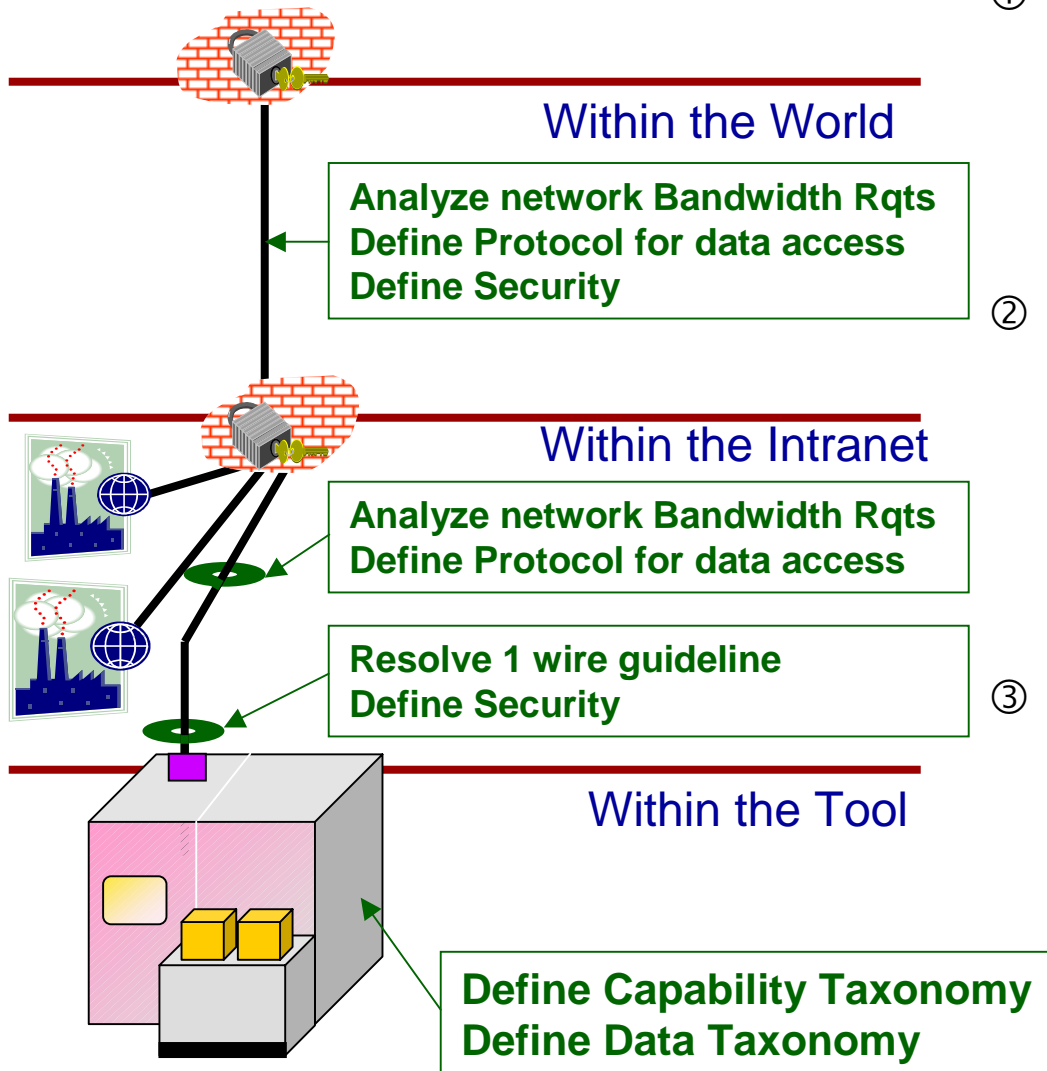 ①
Within the World
Analyze network Bandwidth Rqts
Define Protocol for data access
Define Security
②
Within the Intranet
Analyze network Bandwidth Rqts
Define Protocol for data access
Resolve 1 wire guideline
Define Security
③
Within the Tool
Define Capability Taxonomy
Define Data Taxonomy